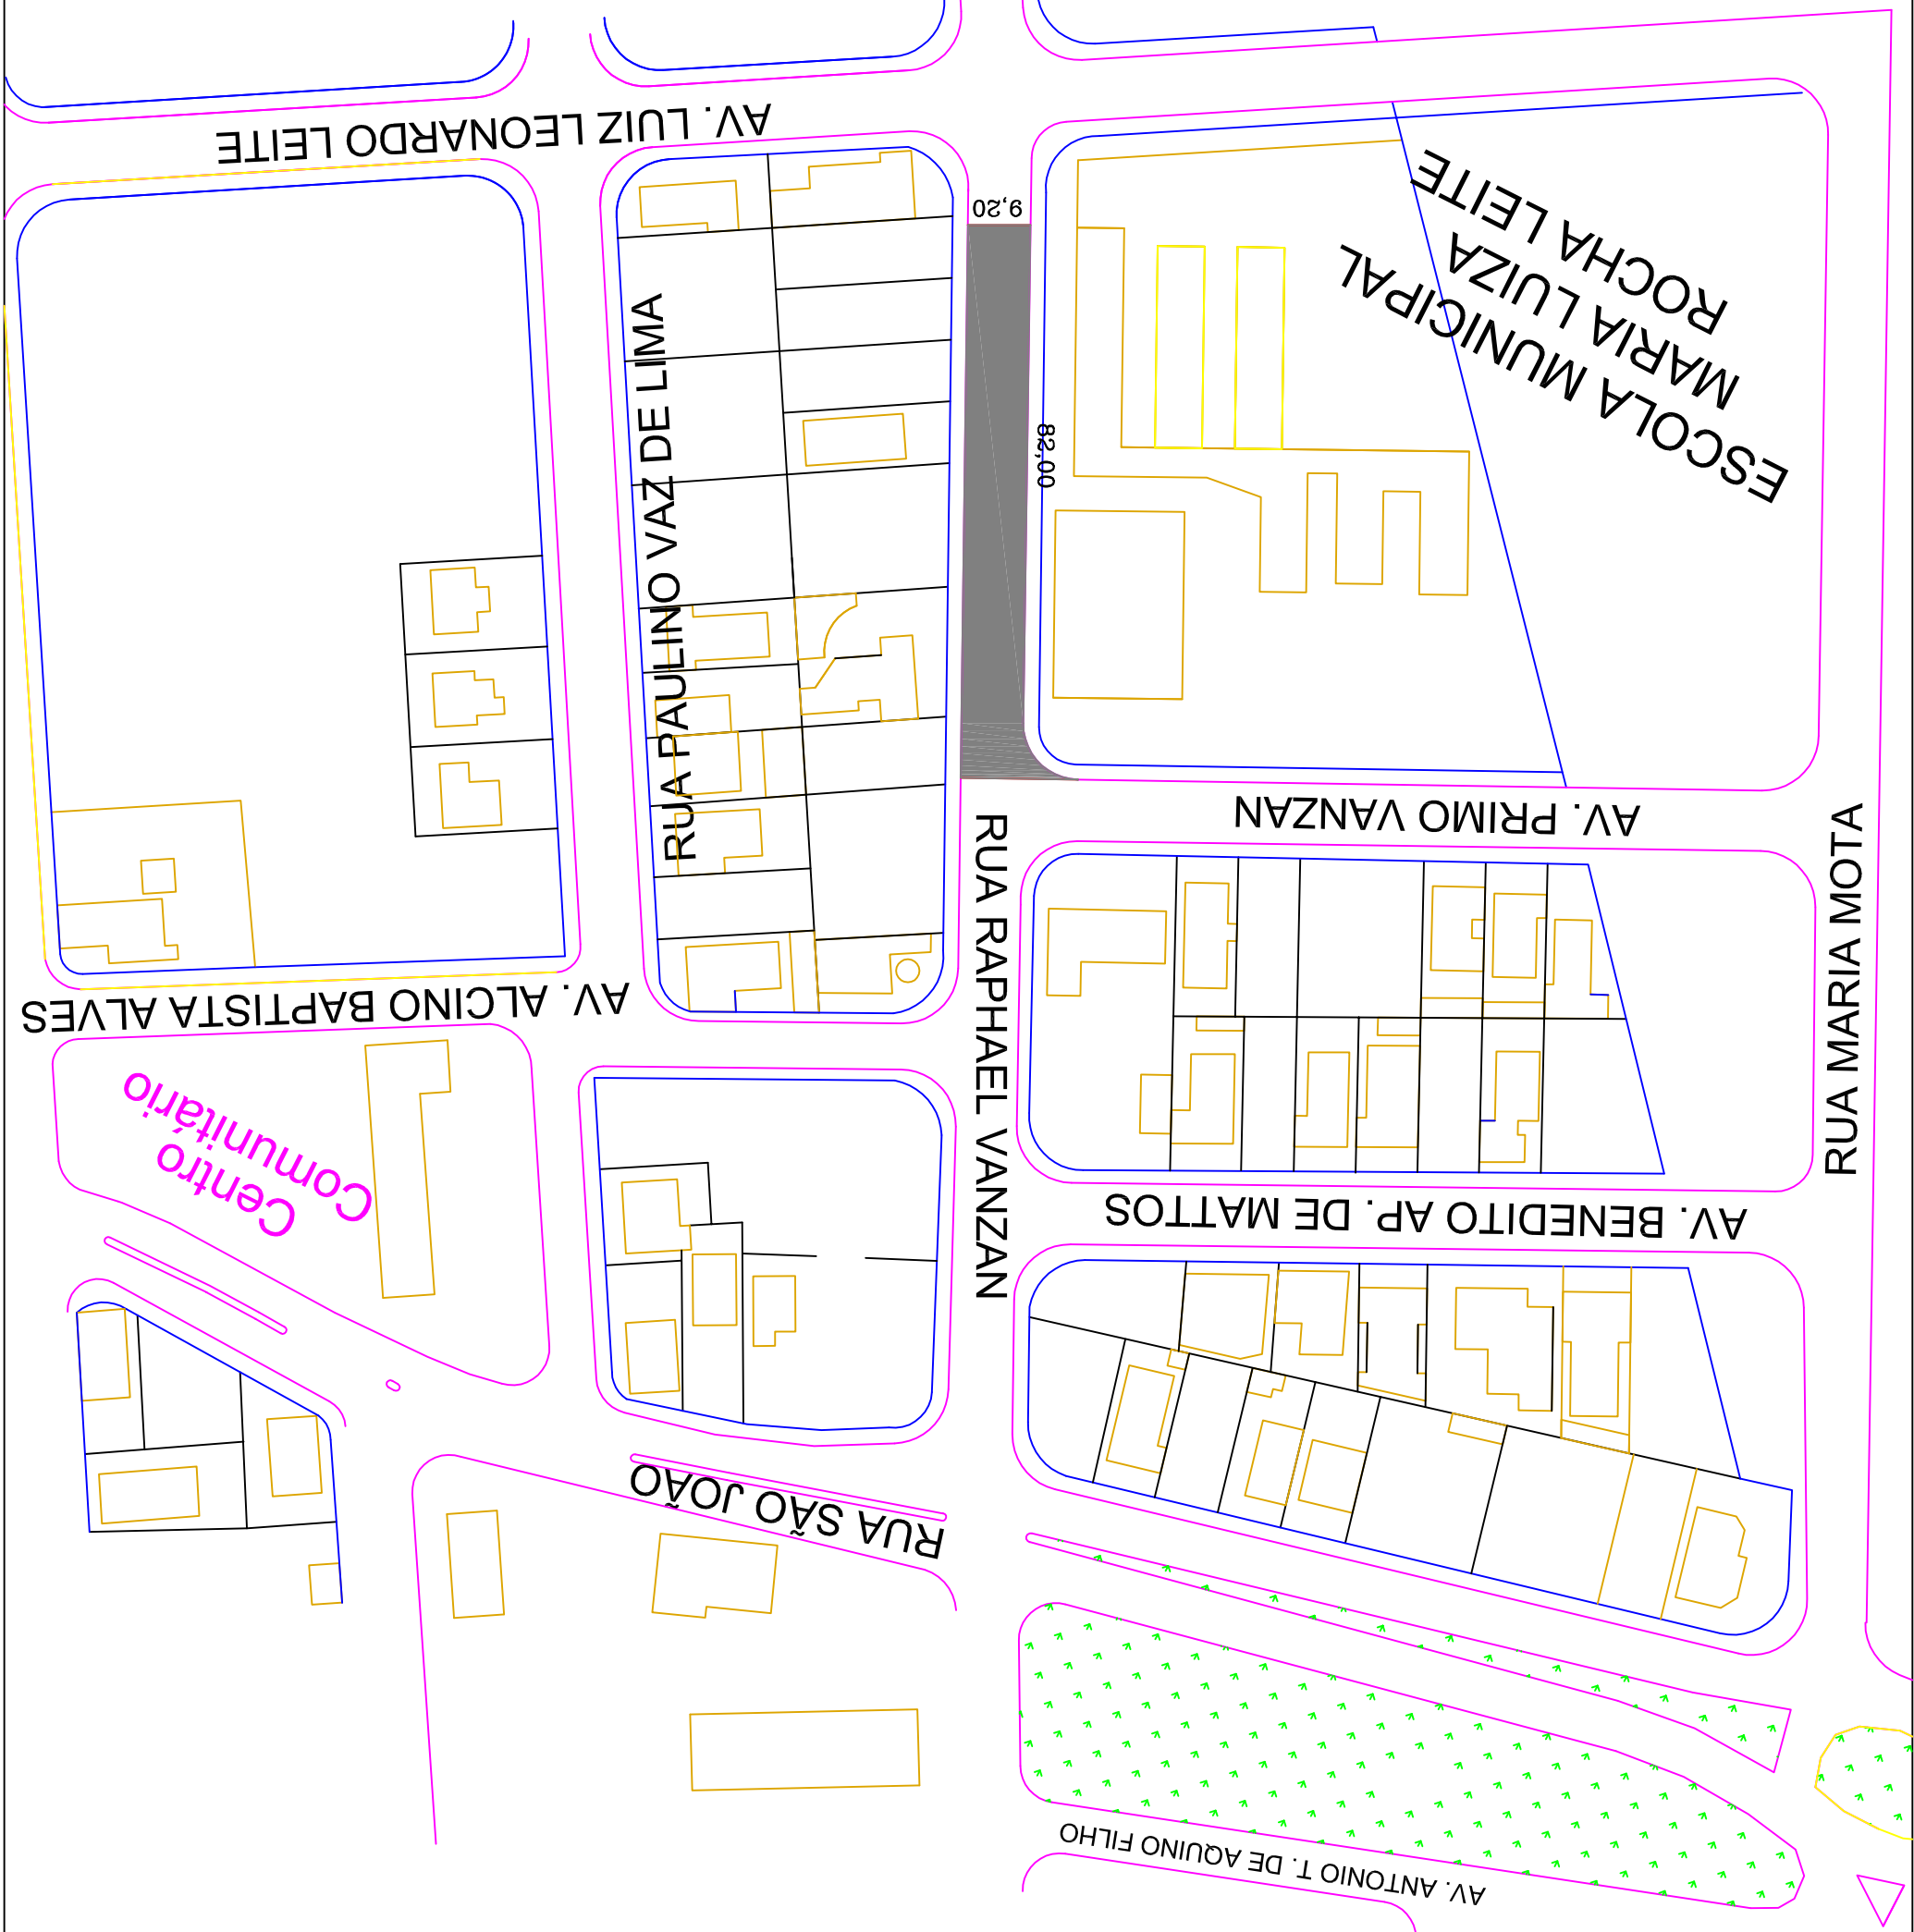 AV. LUIZ LEONARDO LEITE
9,20
ESCOLA MUNICIPAL
MARIA LUIZA
ROCHA LEITE
RUA PAULINO VAZ DE LIMA
82,00
AV. PRIMO VANZAN
RUA RAPHAEL VANZAN
RUA MARIA MOTA
AV. ALCINO BAPTISTA ALVES
Centro
Comunitário
AV. BENEDITO AP. DE MATTOS
RUA SÃO JOÃO
AV. ANTONIO T. DE AQUINO FILHO